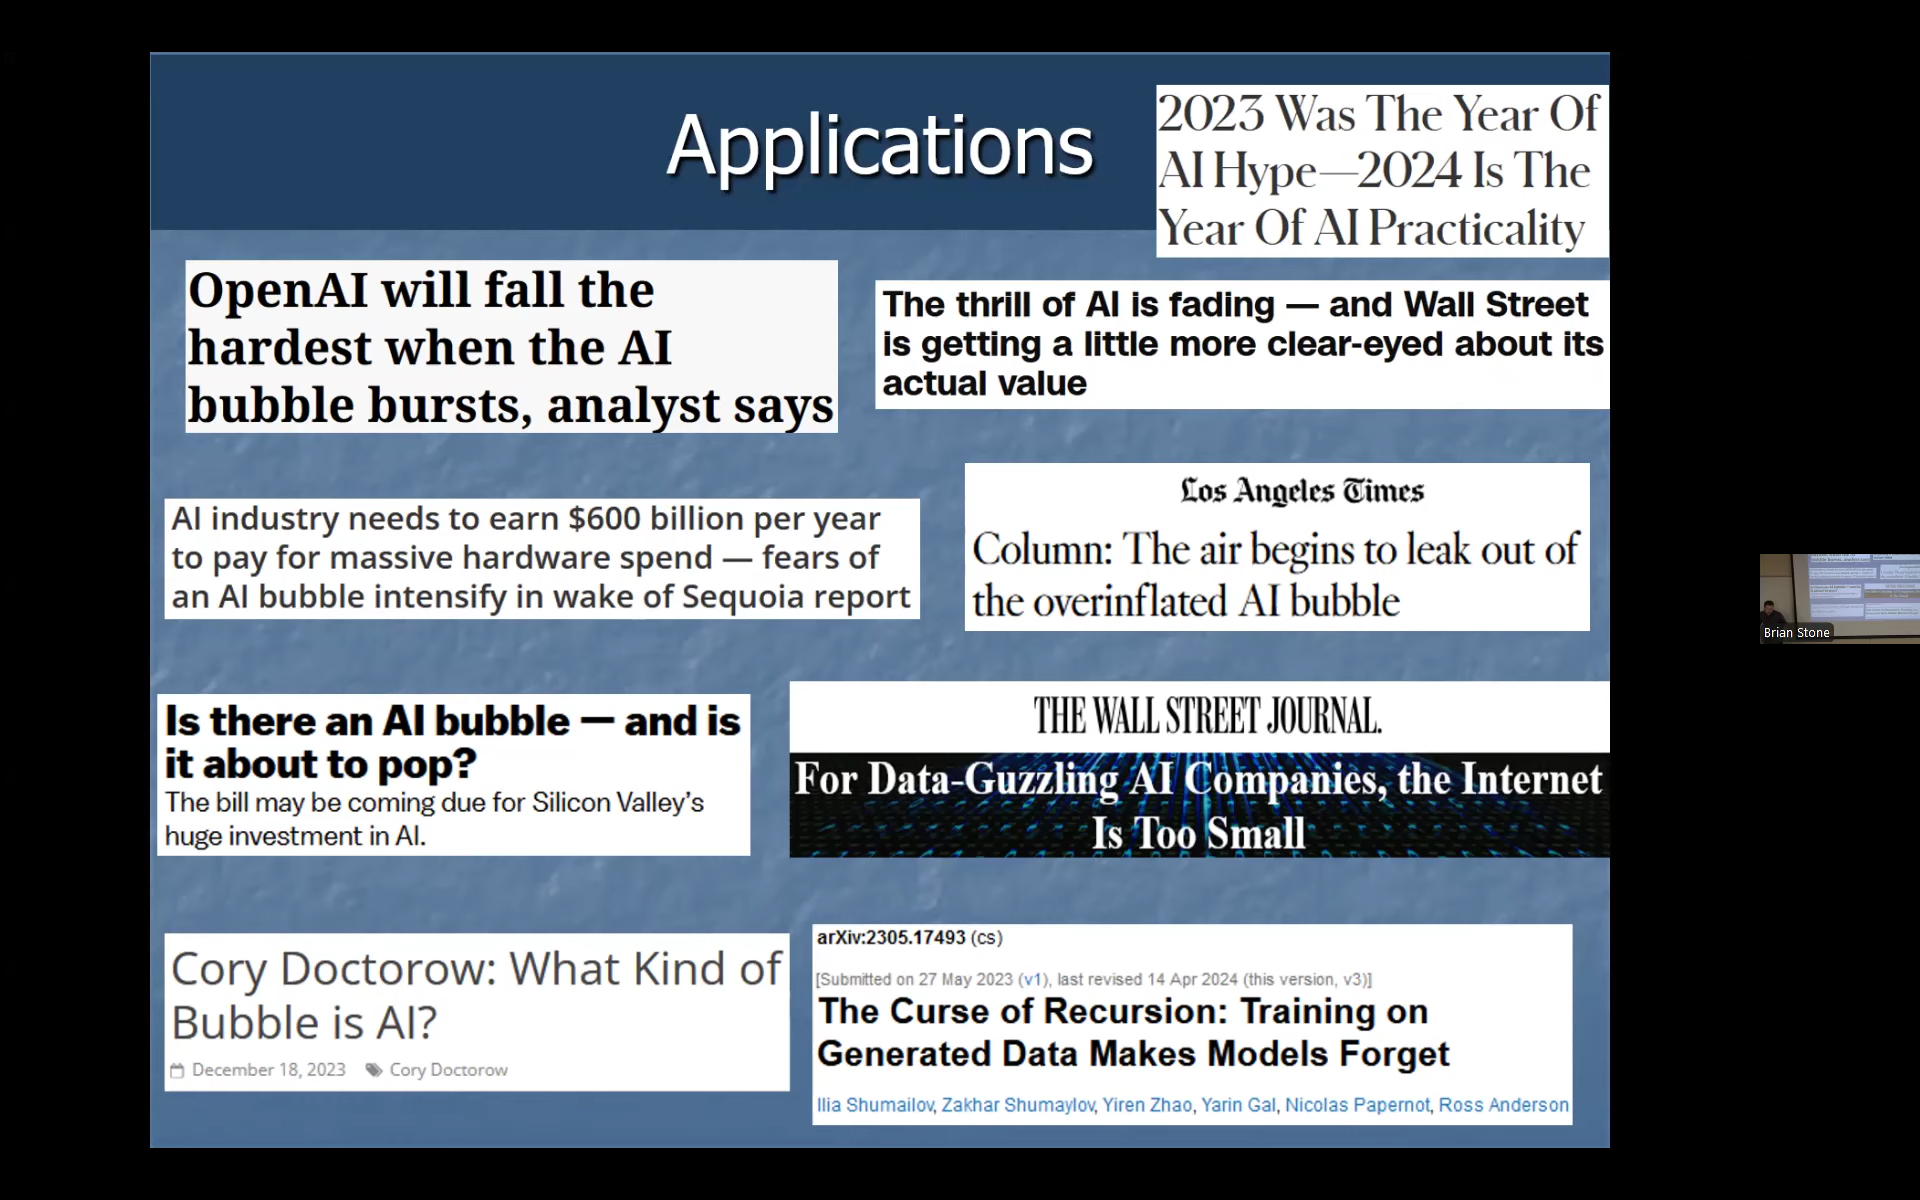 Applications
2023 Was The Year Of
AI Hype—2024 Is The
Year Of AI Practicality
OpenAI will fall the
hardest when the AI
bubble bursts, analyst says
The thrill of AI is fading — and Wall Street
is getting a little more clear-eyed about its
actual value
AI industry needs to earn $600 billion per year
to pay for massive hardware spend — fears of
an AI bubble intensify in wake of Sequoia report
Los Angeles Times
Column: The air begins to leak out of
the overinflated AI bubble
Is there an AI bubble — and is
it about to pop?
The bill may be coming due for Silicon Valley's
huge investment in AI.
THE WALL STREET JOURNAL.
For Data-Guzzling AI Companies, the Internet
Is Too Small
Cory Doctorow: What Kind of
Bubble is AI?
December 18, 2023 Cory Doctorow
arXiv:2305.17493 (cs)
[Submitted on 27 May 2023 (v1), last revised 14 Apr 2024 (this version, v3)]
The Curse of Recursion: Training on
Generated Data Makes Models Forget
Ilia Shumailov, Zakhar Shumaylov, Yiren Zhao, Yarin Gal, Nicolas Papernot, Ross Anderson
Brian Stone